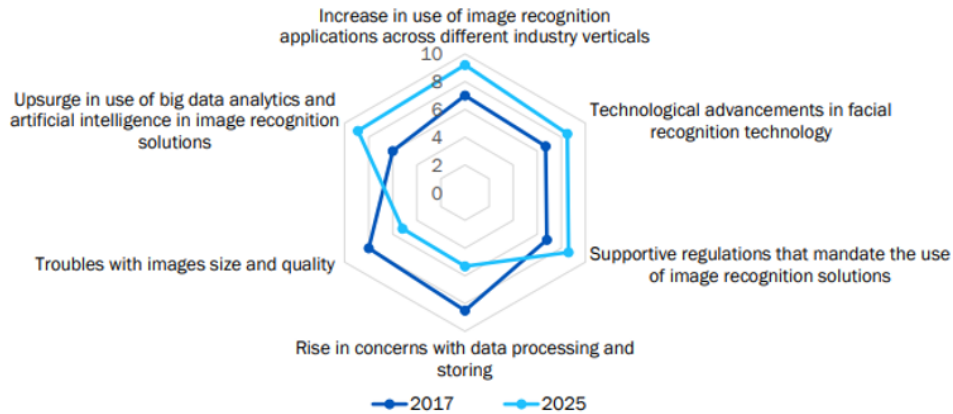 Increase in use of image recognition
applications across different industry verticals
10
8
6
4
2
0
Upsurge in use of big data analytics and
artificial intelligence in image recognition
solutions
Technological advancements in facial
recognition technology
Troubles with images size and quality
Supportive regulations that mandate the use
of image recognition solutions
Rise in concerns with data processing and
storing
2017
2025